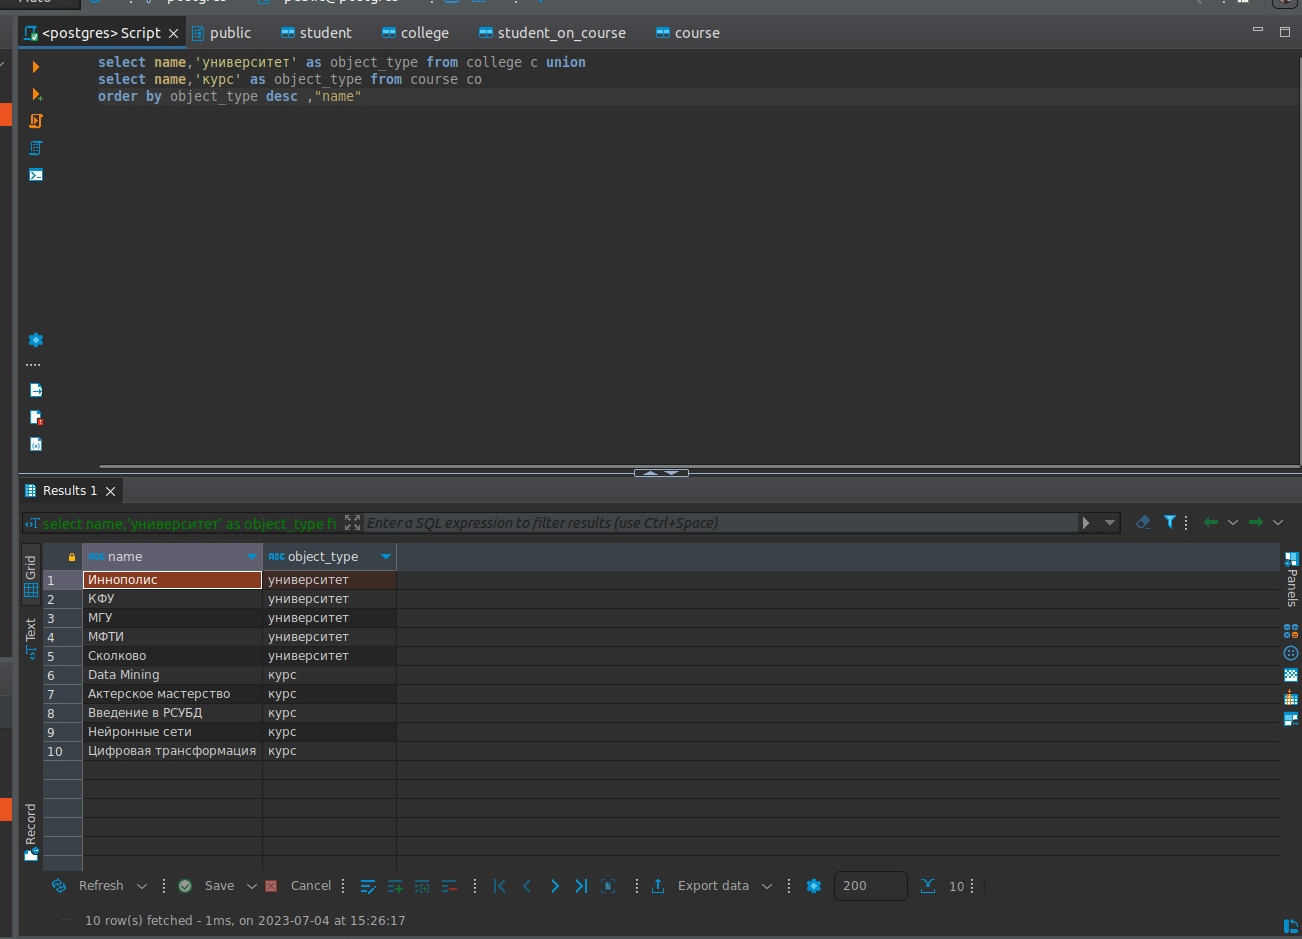 Auto
<postgres> Script
public
student
college
student_on_course
course
select name,'университет' as object_type from college c union
select name,'курс' as object_type from course co
order by object_type desc ,"name"
Results 1
select name,'университет' as object_type fr
Enter a SQL expression to filter results (use Ctrl+Space)
Grid
Text
Record
Panels
ABC name
ABC object_type
1 Иннополис университет
2 КФУ университет
3 МГУ университет
4 МФТИ университет
5 Сколково университет
6 Data Mining курс
7 Актерское мастерство курс
8 Введение в РСУБД курс
9 Нейронные сети курс
10 Цифровая трансформация курс
Refresh
Save
Cancel
Export data
200
10
10 row(s) fetched - 1ms, on 2023-07-04 at 15:26:17